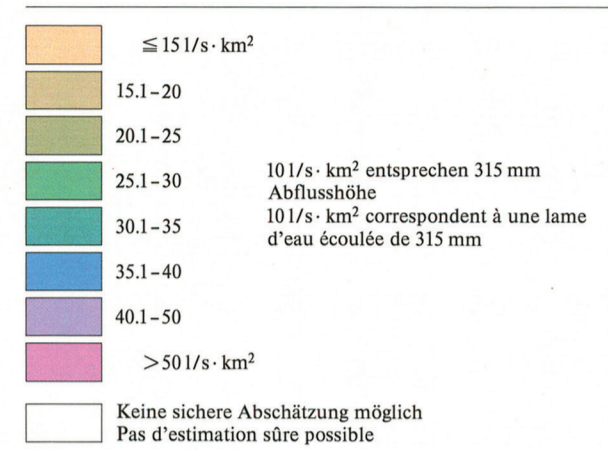 ≦ 15 l/s · km²
15.1–20
20.1–25
25.1–30
10 l/s · km² entsprechen 315 mm
Abflusshöhe
30.1–35
10 l/s · km² correspondent à une lame
d'eau écoulée de 315 mm
35.1–40
40.1–50
>50 l/s · km²
Keine sichere Abschätzung möglich
Pas d'estimation sûre possible